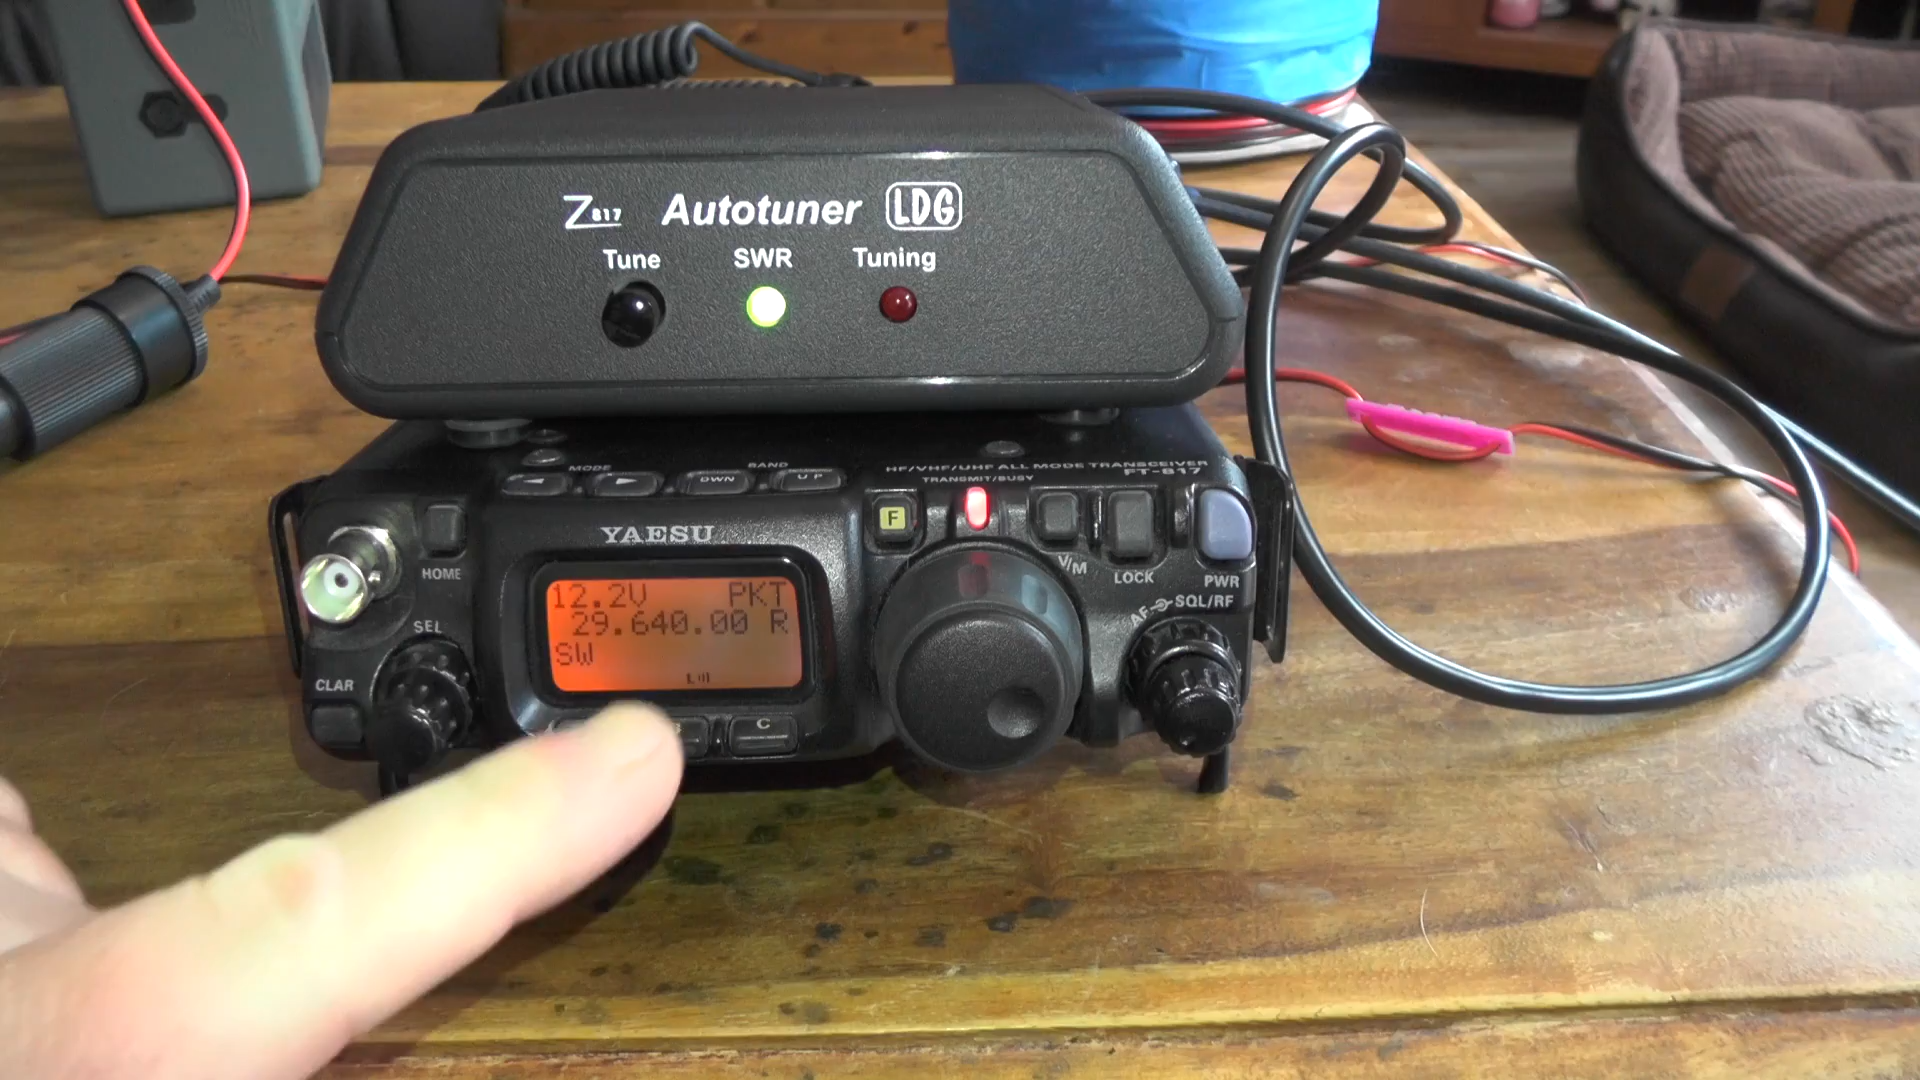 Z817 Autotuner LDG
Tune SWR Tuning
MODE BAND
DWN UP
HF/VHF/UHF ALL MODE TRANSCEIVER
FT-817
TRANSMIT/BUSY
F
YAESU
HOME
V/M
LOCK
PWR
AF SQL/RF
SEL
CLAR
12.2V PKT
29.640.00 R
SW
C